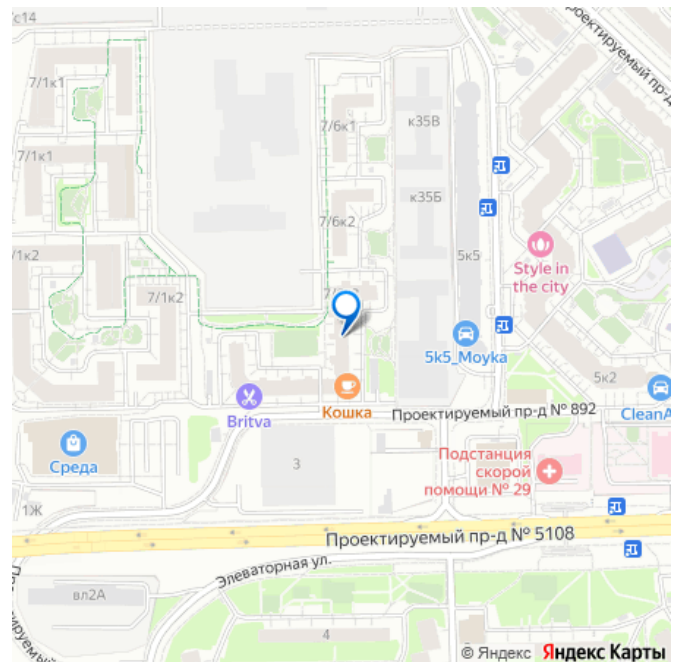 с14
7/1к1
7/1к1
1к2
7/1к2
7/1к2
7/6к1
7/6к2
к35В
к35Б
5к5
Проектируемый пр-д
Style in
the city
5k5_Moyka
5к2
Britva
Кошка
Проектируемый пр-д № 892
CleanA
Среда
3
Подстанция
скорой
помощи № 29
1Ж
Проектируемый пр-д № 5108
Элеваторная ул.
вл2А
4
© Яндекс Яндекс Карты